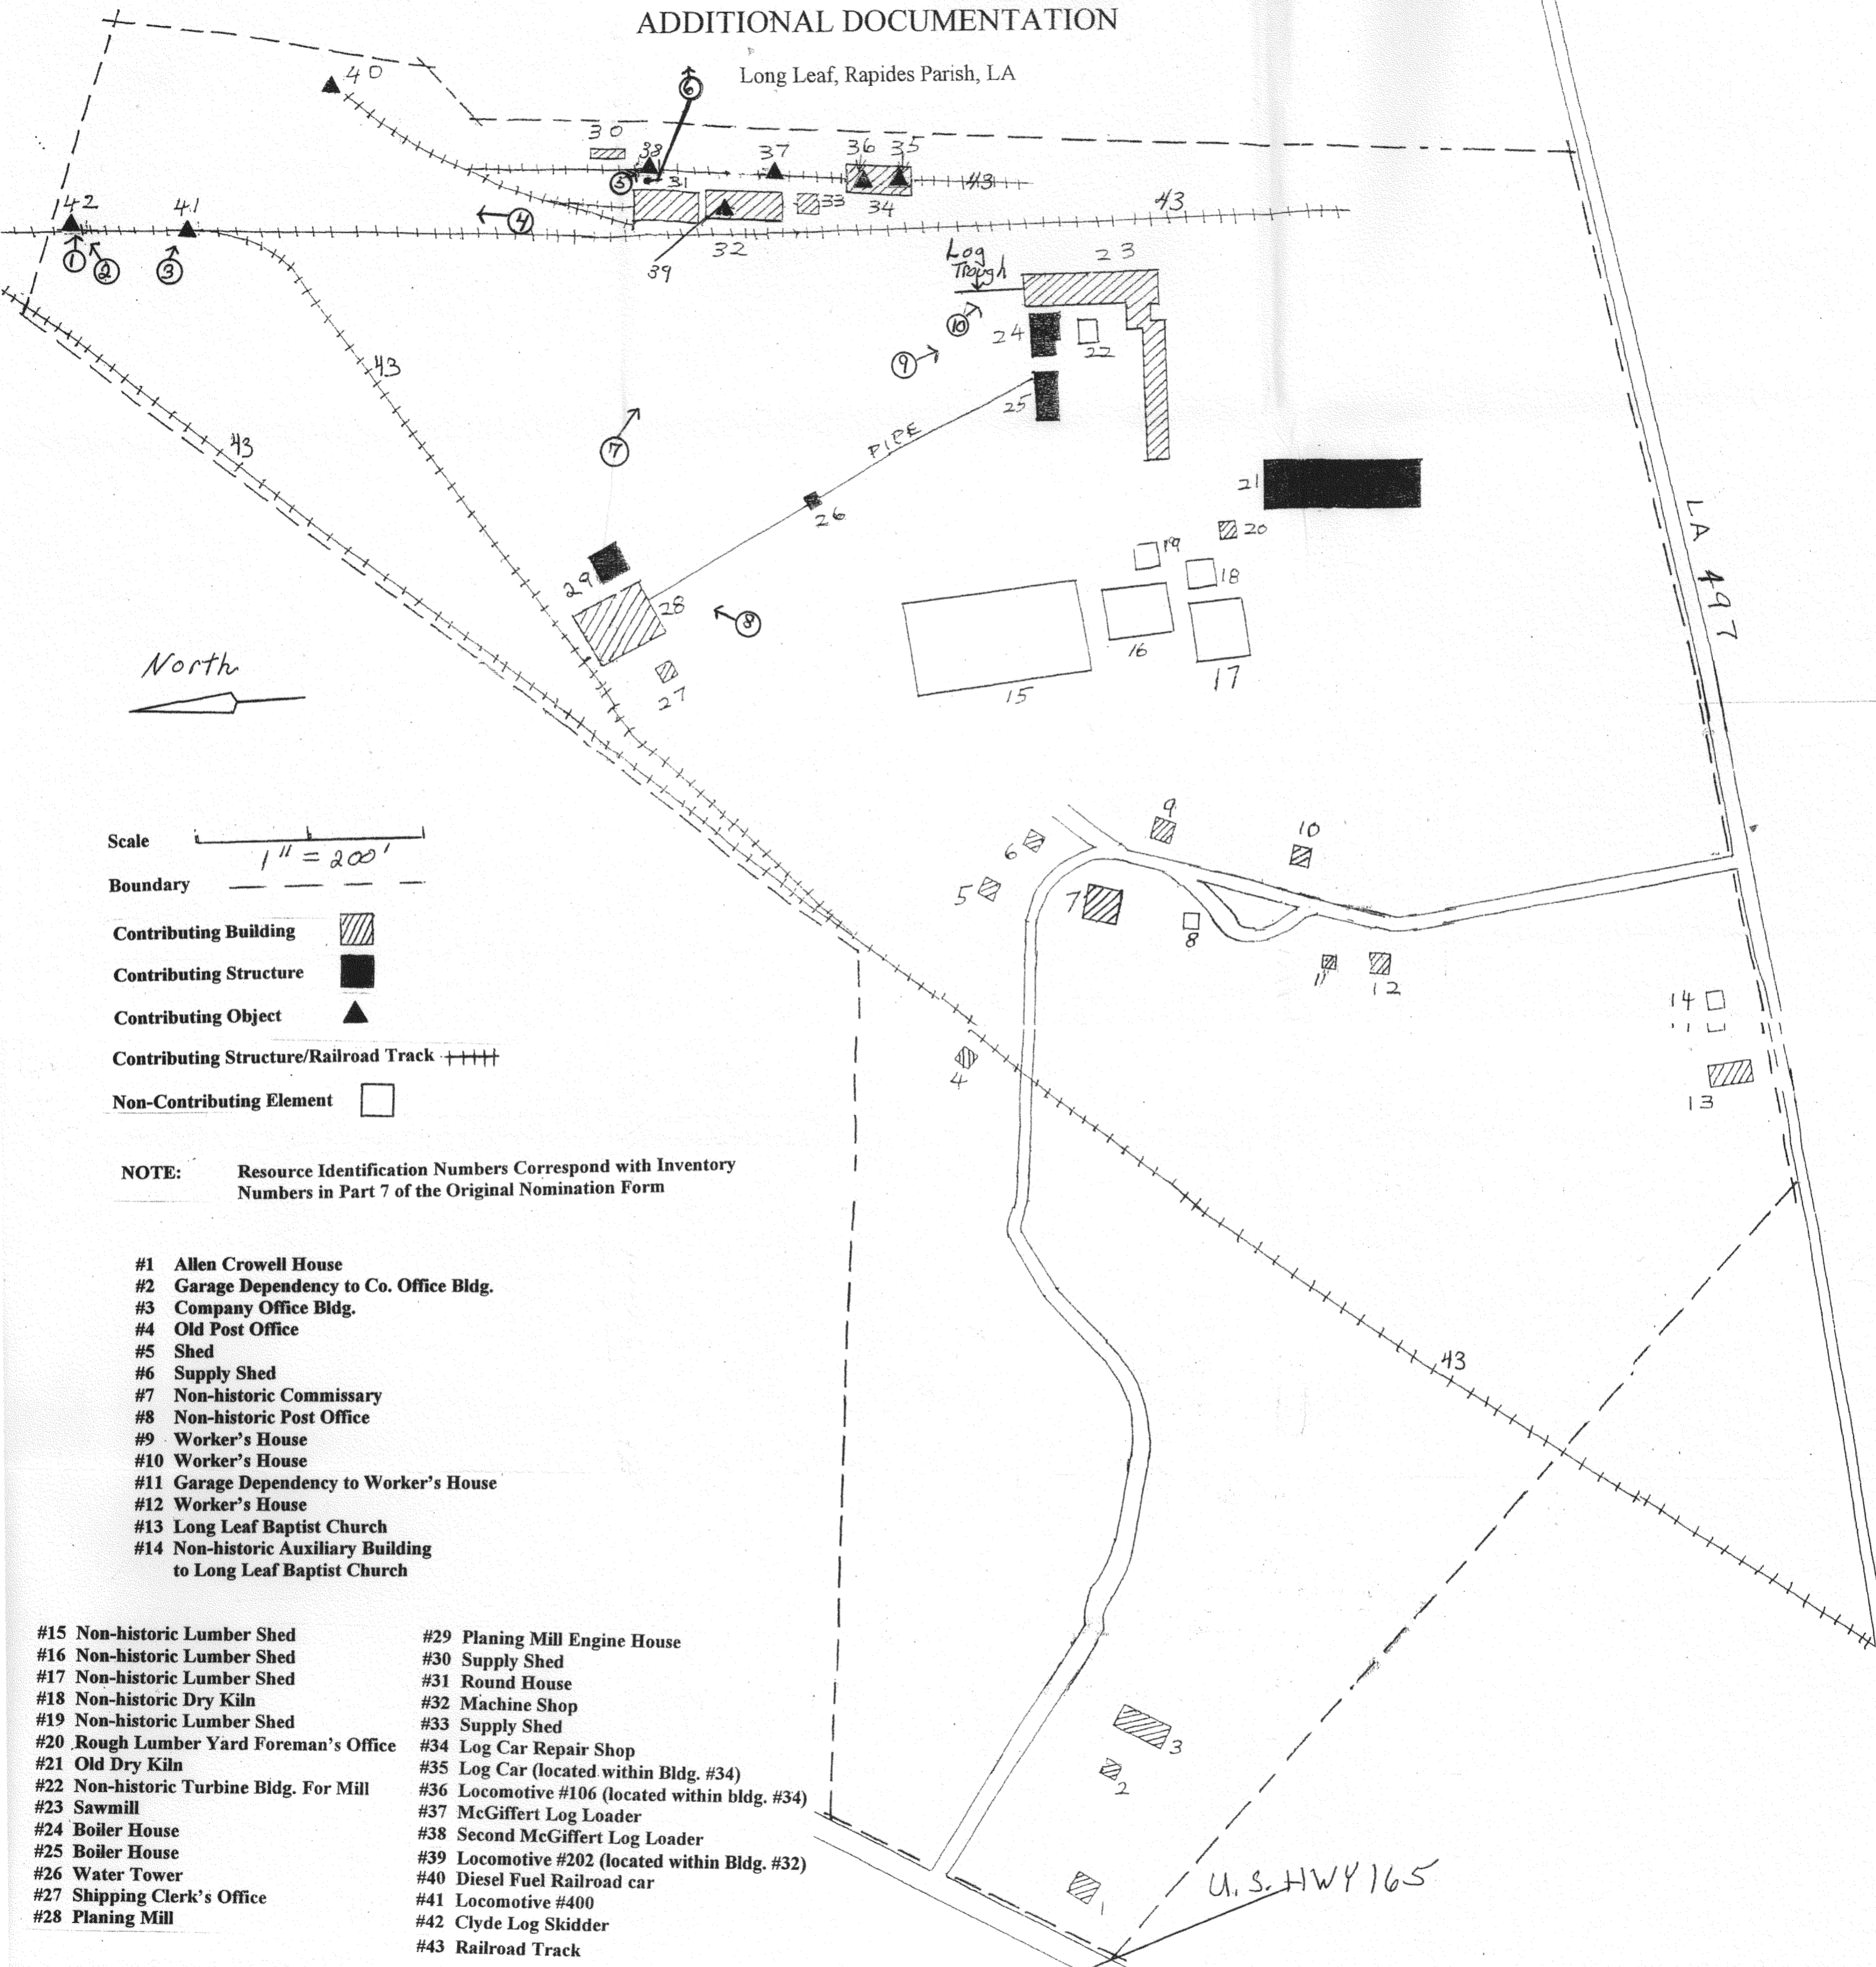 ADDITIONAL DOCUMENTATION
Long Leaf, Rapides Parish, LA
40
6
30
38
37
36
35
5
31
33
34
43
43
42
41
4
32
39
1
2
3
Log
Trough
23
10
24
22
9
25
43
43
7
PIPE
26
21
20
19
18
29
28
8
16
17
15
27
LA 497
North
Scale
1" = 200'
Boundary
Contributing Building
Contributing Structure
Contributing Object
Contributing Structure/Railroad Track
Non-Contributing Element
9
10
6
5
7
8
11
12
14
13
4
43
3
2
1
U.S. HWY 165
NOTE: Resource Identification Numbers Correspond with Inventory
Numbers in Part 7 of the Original Nomination Form
#1 Allen Crowell House
#2 Garage Dependency to Co. Office Bldg.
#3 Company Office Bldg.
#4 Old Post Office
#5 Shed
#6 Supply Shed
#7 Non-historic Commissary
#8 Non-historic Post Office
#9 Worker's House
#10 Worker's House
#11 Garage Dependency to Worker's House
#12 Worker's House
#13 Long Leaf Baptist Church
#14 Non-historic Auxiliary Building
to Long Leaf Baptist Church
#15 Non-historic Lumber Shed
#16 Non-historic Lumber Shed
#17 Non-historic Lumber Shed
#18 Non-historic Dry Kiln
#19 Non-historic Lumber Shed
#20 Rough Lumber Yard Foreman's Office
#21 Old Dry Kiln
#22 Non-historic Turbine Bldg. For Mill
#23 Sawmill
#24 Boiler House
#25 Boiler House
#26 Water Tower
#27 Shipping Clerk's Office
#28 Planing Mill
#29 Planing Mill Engine House
#30 Supply Shed
#31 Round House
#32 Machine Shop
#33 Supply Shed
#34 Log Car Repair Shop
#35 Log Car (located within Bldg. #34)
#36 Locomotive #106 (located within bldg. #34)
#37 McGiffert Log Loader
#38 Second McGiffert Log Loader
#39 Locomotive #202 (located within Bldg. #32)
#40 Diesel Fuel Railroad car
#41 Locomotive #400
#42 Clyde Log Skidder
#43 Railroad Track